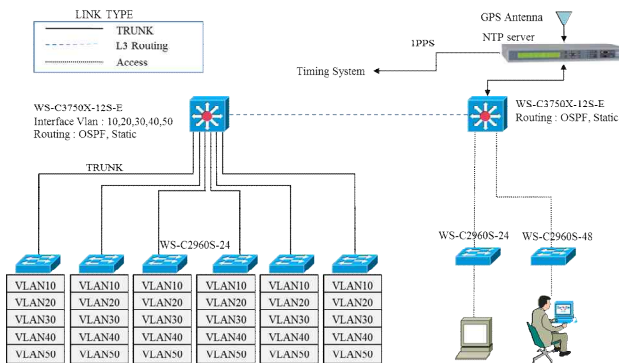 LINK TYPE
TRUNK
L3 Routing
Access
GPS Antenna
NTP server
1PPS
Timing System
WS-C3750X-12S-E
Interface Vlan : 10,20,30,40,50
Routing : OSPF, Static
WS-C3750X-12S-E
Routing : OSPF, Static
TRUNK
WS-C2960S-24
WS-C2960S-24
WS-C2960S-48
VLAN10 VLAN10 VLAN10 VLAN10 VLAN10 VLAN10
VLAN20 VLAN20 VLAN20 VLAN20 VLAN20 VLAN20
VLAN30 VLAN30 VLAN30 VLAN30 VLAN30 VLAN30
VLAN40 VLAN40 VLAN40 VLAN40 VLAN40 VLAN40
VLAN50 VLAN50 VLAN50 VLAN50 VLAN50 VLAN50